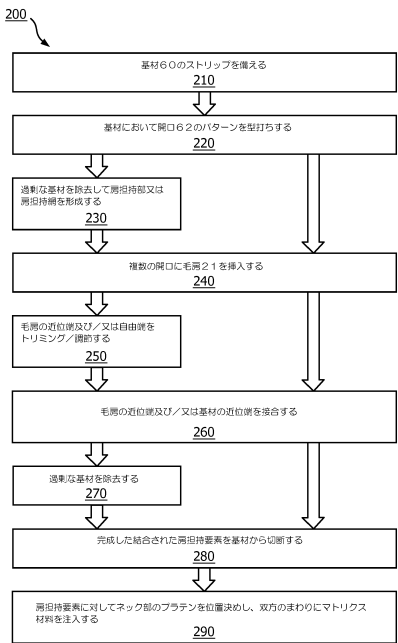 200
基材60のストリップを備える
210
基材において開口62のパターンを型打ちする
220
過剰な基材を除去して房担持部又は
房担持網を形成する
230
複数の開口に毛房21を挿入する
240
毛房の近位端及び/又は自由端を
トリミング/調節する
250
毛房の近位端及び/又は基材の近位端を接合する
260
過剰な基材を除去する
270
完成した結合された房担持要素を基材から切断する
280
房担持要素に対してネック部のプラテンを位置決めし、双方のまわりにマトリクス
材料を注入する
290